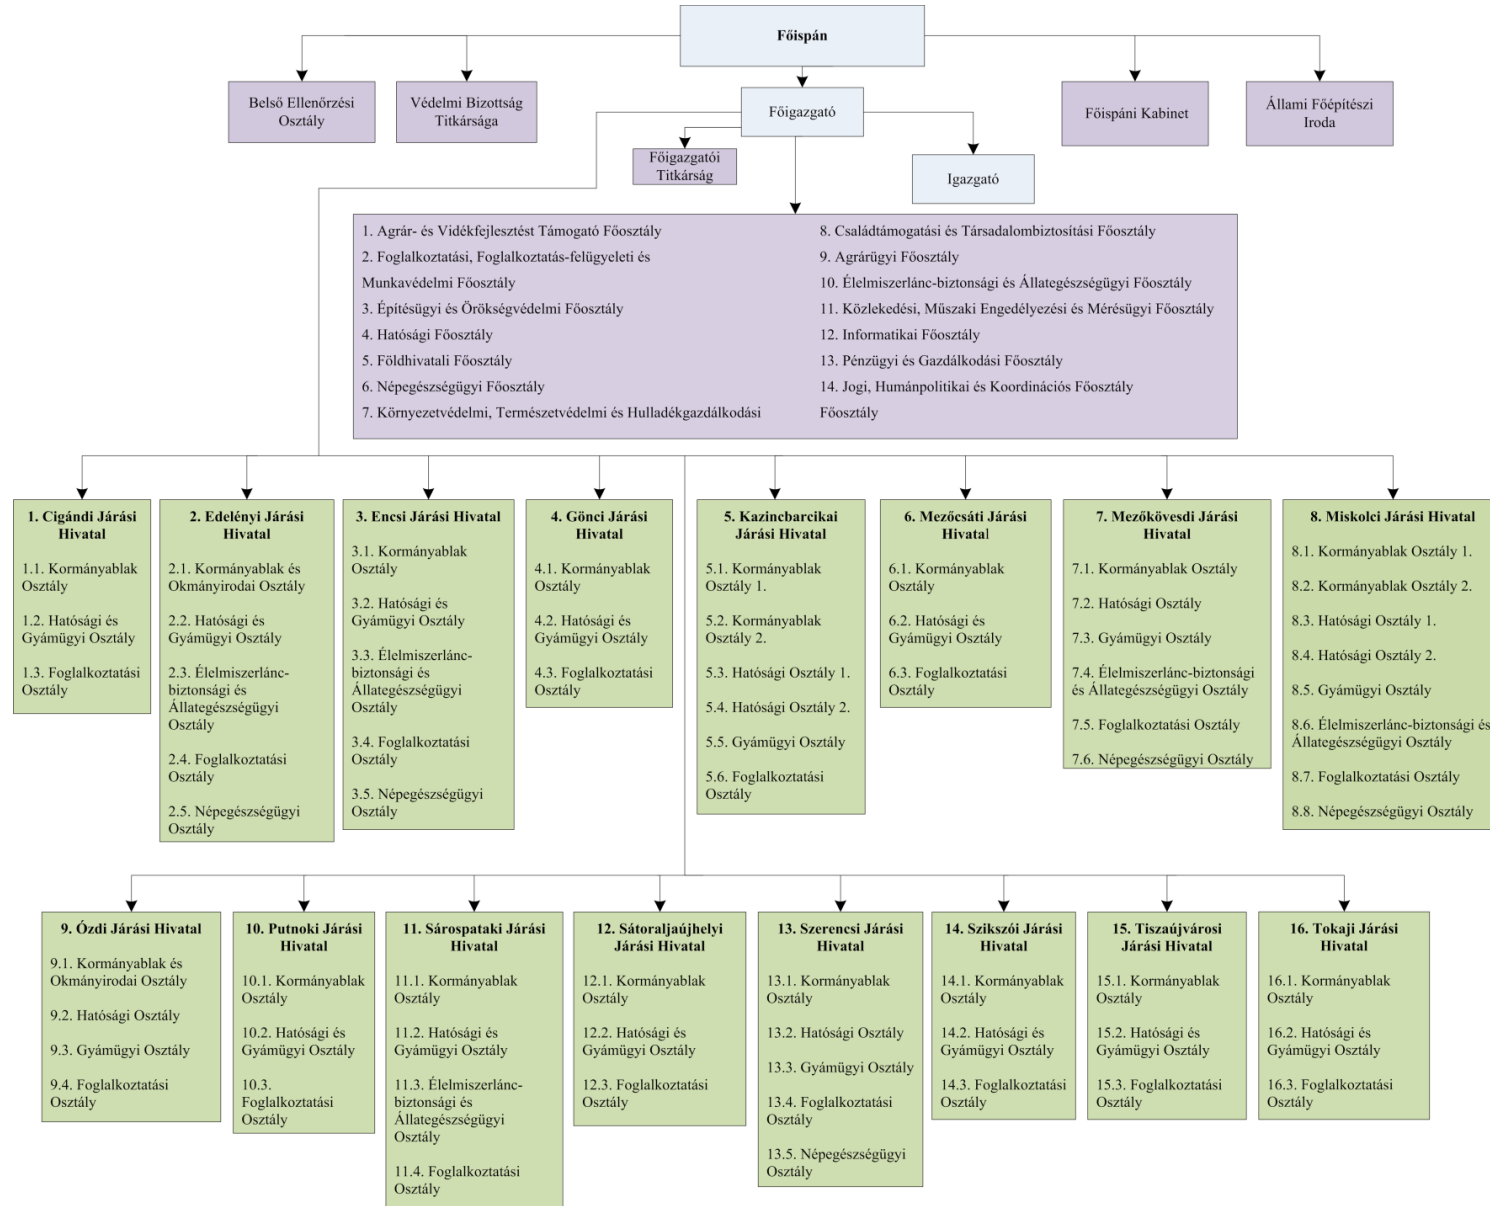 Főispán
Belső Ellenőrzési
Osztály
Védelmi Bizottság
Titkársága
Főigazgató
Főispáni Kabinet
Állami Főépítészi
Iroda
Főigazgatói
Titkárság
Igazgató
1. Agrár- és Vidékfejlesztést Támogató Főosztály
2. Foglalkoztatási, Foglalkoztatás-felügyeleti és
Munkavédelmi Főosztály
3. Építésügyi és Örökségvédelmi Főosztály
4. Hatósági Főosztály
5. Földhivatali Főosztály
6. Népegészségügyi Főosztály
7. Környezetvédelmi, Természetvédelmi és Hulladékgazdálkodási
8. Családtámogatási és Társadalombiztosítási Főosztály
9. Agrárügyi Főosztály
10. Élelmiszerlánc-biztonsági és Állategészségügyi Főosztály
11. Közlekedési, Műszaki Engedélyezési és Mérésügyi Főosztály
12. Informatikai Főosztály
13. Pénzügyi és Gazdálkodási Főosztály
14. Jogi, Humánpolitikai és Koordinációs Főosztály
Főosztály
1. Cigándi Járási
Hivatal
1.1. Kormányablak
Osztály
1.2. Hatósági és
Gyámügyi Osztály
1.3. Foglalkoztatási
Osztály
2. Edelényi Járási
Hivatal
2.1. Kormányablak és
Okmányirodai Osztály
2.2. Hatósági és
Gyámügyi Osztály
2.3. Élelmiszerlánc-
biztonsági és
Állategészségügyi
Osztály
2.4. Foglalkoztatási
Osztály
2.5. Népegészségügyi
Osztály
3. Encsi Járási Hivatal
3.1. Kormányablak
Osztály
3.2. Hatósági és
Gyámügyi Osztály
3.3. Élelmiszerlánc-
biztonsági és
Állategészségügyi
Osztály
3.4. Foglalkoztatási
Osztály
3.5. Népegészségügyi
Osztály
4. Gönci Járási
Hivatal
4.1. Kormányablak
Osztály
4.2. Hatósági és
Gyámügyi Osztály
4.3. Foglalkoztatási
Osztály
5. Kazincbarcikai
Járási Hivatal
5.1. Kormányablak
Osztály 1.
5.2. Kormányablak
Osztály 2.
5.3. Hatósági Osztály 1.
5.4. Hatósági Osztály 2.
5.5. Gyámügyi Osztály
5.6. Foglalkoztatási
Osztály
6. Mezőcsáti Járási
Hivatal
6.1. Kormányablak
Osztály
6.2. Hatósági és
Gyámügyi Osztály
6.3. Foglalkoztatási
Osztály
7. Mezőkövesdi Járási
Hivatal
7.1. Kormányablak Osztály
7.2. Hatósági Osztály
7.3. Gyámügyi Osztály
7.4. Élelmiszerlánc-biztonsági
és Állategészségügyi Osztály
7.5. Foglalkoztatási Osztály
7.6. Népegészségügyi Osztály
8. Miskolci Járási Hivatal
8.1. Kormányablak Osztály 1.
8.2. Kormányablak Osztály 2.
8.3. Hatósági Osztály 1.
8.4. Hatósági Osztály 2.
8.5. Gyámügyi Osztály
8.6. Élelmiszerlánc-biztonsági és
Állategészségügyi Osztály
8.7. Foglalkoztatási Osztály
8.8. Népegészségügyi Osztály
9. Ózdi Járási Hivatal
9.1. Kormányablak és
Okmányirodai Osztály
9.2. Hatósági Osztály
9.3. Gyámügyi Osztály
9.4. Foglalkoztatási
Osztály
10. Putnoki Járási
Hivatal
10.1. Kormányablak
Osztály
10.2. Hatósági és
Gyámügyi Osztály
10.3.
Foglalkoztatási
Osztály
11. Sárospataki Járási
Hivatal
11.1. Kormányablak
Osztály
11.2. Hatósági és
Gyámügyi Osztály
11.3. Élelmiszerlánc-
biztonsági és
Állategészségügyi
Osztály
11.4. Foglalkoztatási
Osztály
12. Sátoraljaújhelyi
Járási Hivatal
12.1. Kormányablak
Osztály
12.2. Hatósági és
Gyámügyi Osztály
12.3. Foglalkoztatási
Osztály
13. Szerencsi Járási
Hivatal
13.1. Kormányablak
Osztály
13.2. Hatósági Osztály
13.3. Gyámügyi Osztály
13.4. Foglalkoztatási
Osztály
13.5. Népegészségügyi
Osztály
14. Szikszói Járási
Hivatal
14.1. Kormányablak
Osztály
14.2. Hatósági és
Gyámügyi Osztály
14.3. Foglalkoztatási
Osztály
15. Tiszaújvárosi
Járási Hivatal
15.1. Kormányablak
Osztály
15.2. Hatósági és
Gyámügyi Osztály
15.3. Foglalkoztatási
Osztály
16. Tokaji Járási
Hivatal
16.1. Kormányablak
Osztály
16.2. Hatósági és
Gyámügyi Osztály
16.3. Foglalkoztatási
Osztály